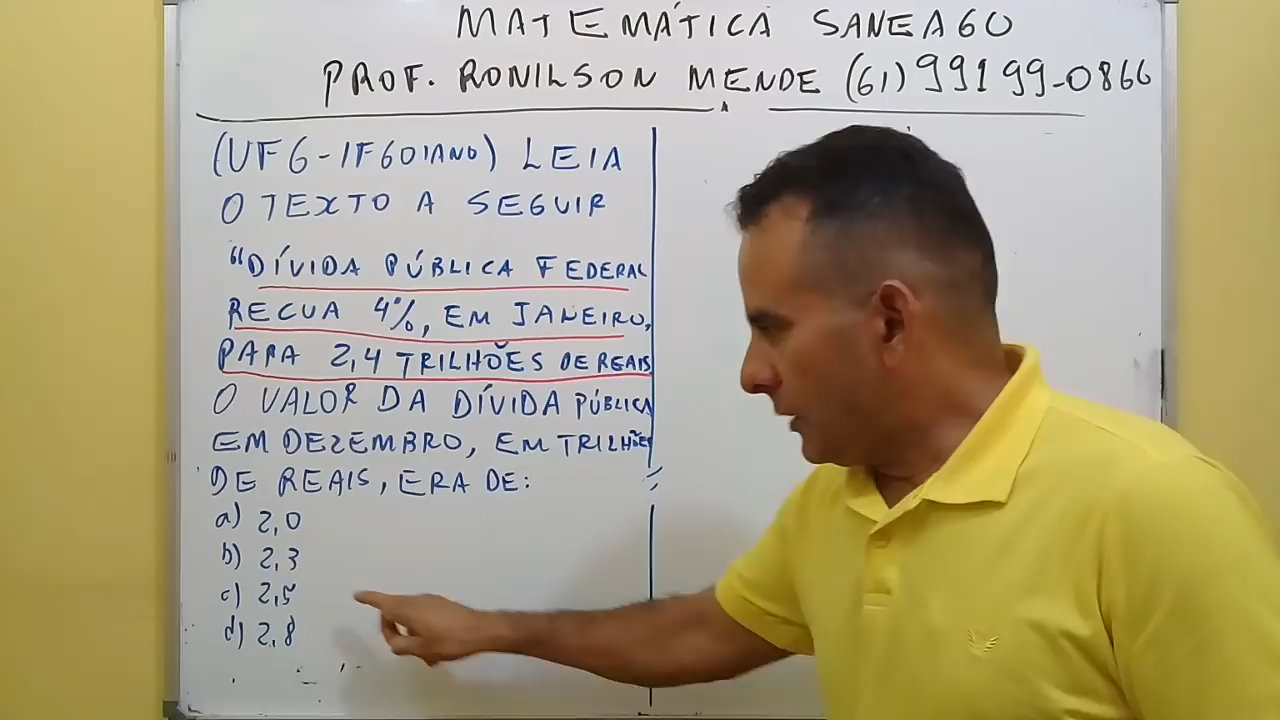 MATEMÁTICA SANEAGO
PROF. RONILSON MENDE (61) 99199-0866
(UFG-IFGOIANO) LEIA
O TEXTO A SEGUIR
"DÍVIDA PÚBLICA FEDERAL
RECUA 4%, EM JANEIRO,
PARA 2,4 TRILHÕES DE REAIS
O VALOR DA DÍVIDA PÚBLICA
EM DEZEMBRO, EM TRILHÕES
DE REAIS, ERA DE:
a) 2,0
b) 2,3
c) 2,5
d) 2,8